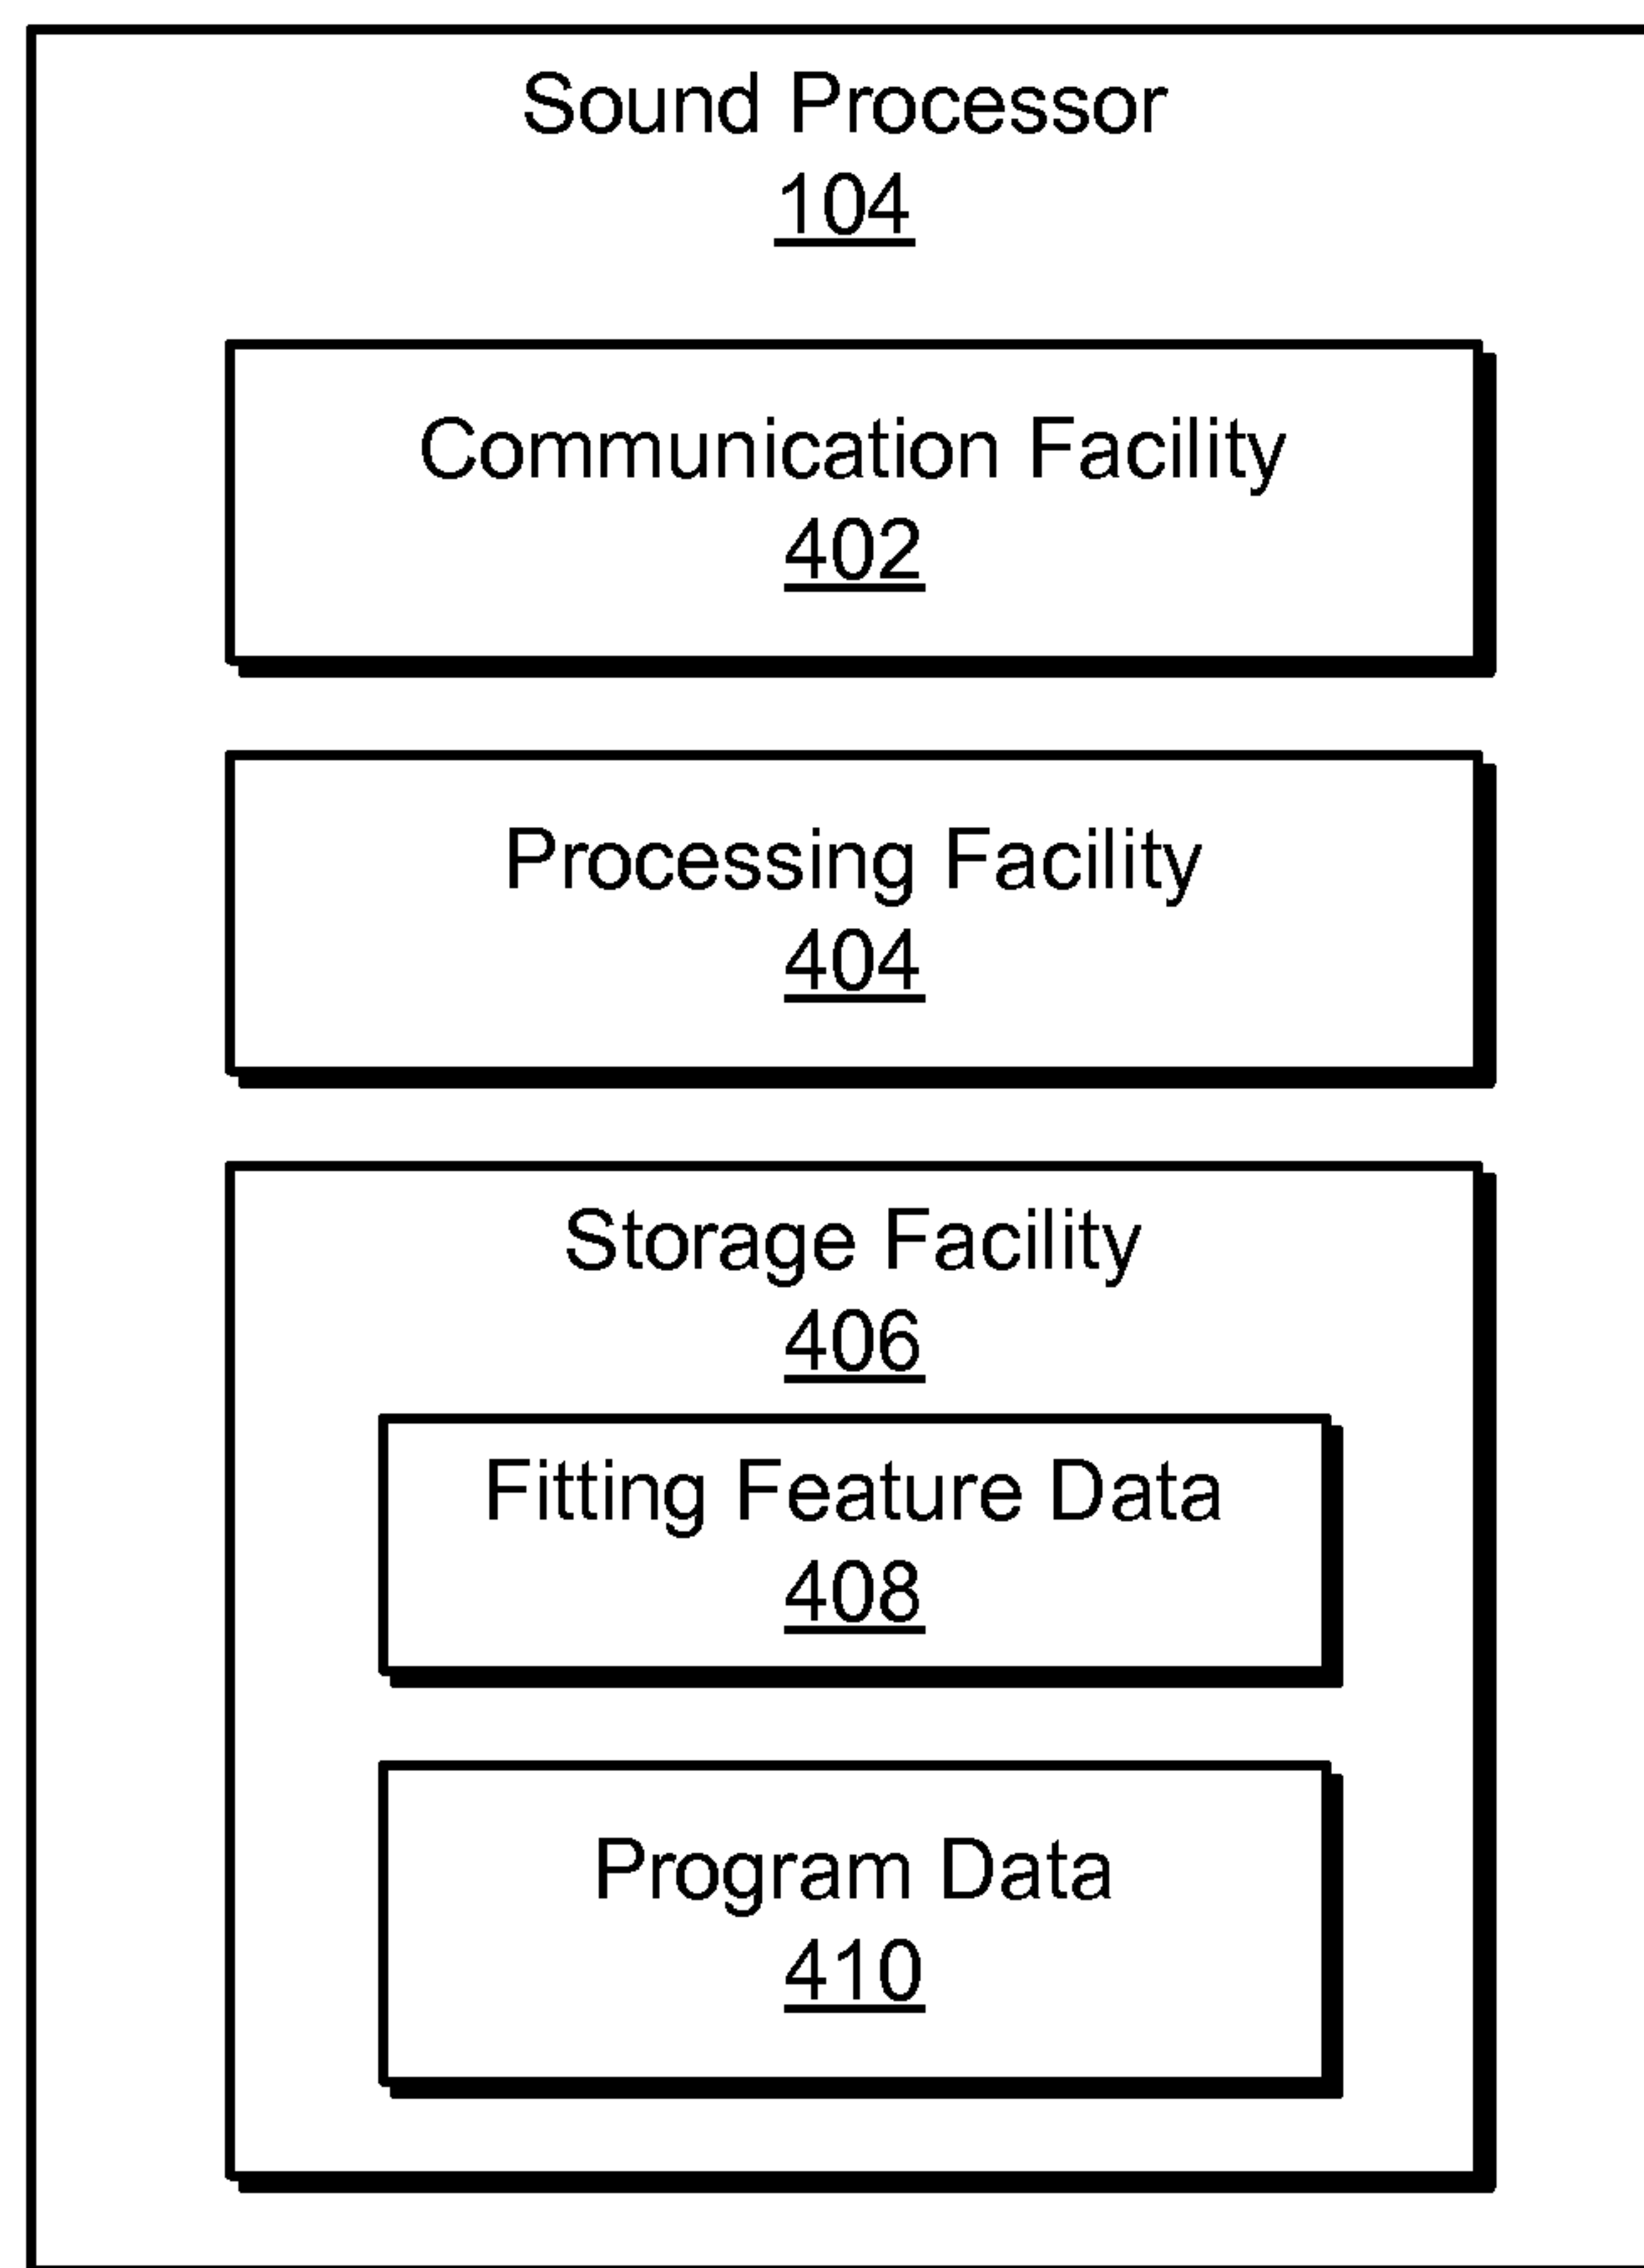 Sound Processor
104
Communication Facility
402
Processing Facility
404
Storage Facility
406
Fitting Feature Data
408
Program Data
410